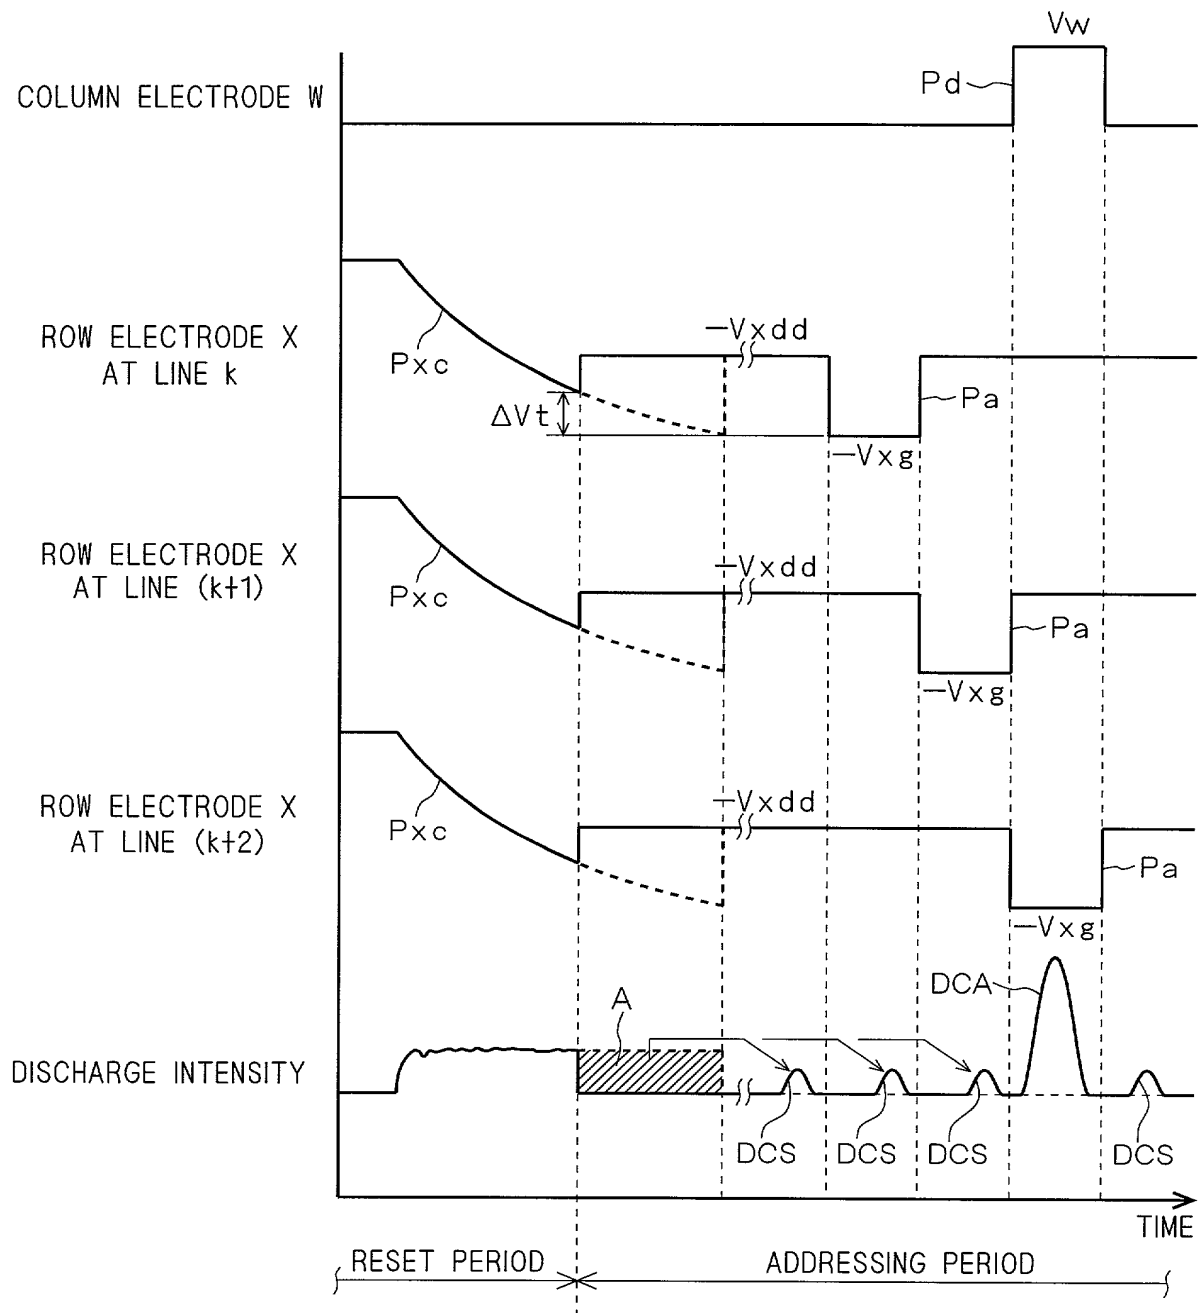 Vw
Pd
COLUMN ELECTRODE W
−Vxdd
ROW ELECTRODE X
AT LINE k
Pxc
ΔVt
Pa
−Vxg
−Vxdd
ROW ELECTRODE X
AT LINE (k+1)
Pxc
Pa
−Vxg
−Vxdd
ROW ELECTRODE X
AT LINE (k+2)
Pxc
Pa
−Vxg
DCA
A
DISCHARGE INTENSITY
DCS
DCS
DCS
DCS
TIME
RESET PERIOD
ADDRESSING PERIOD